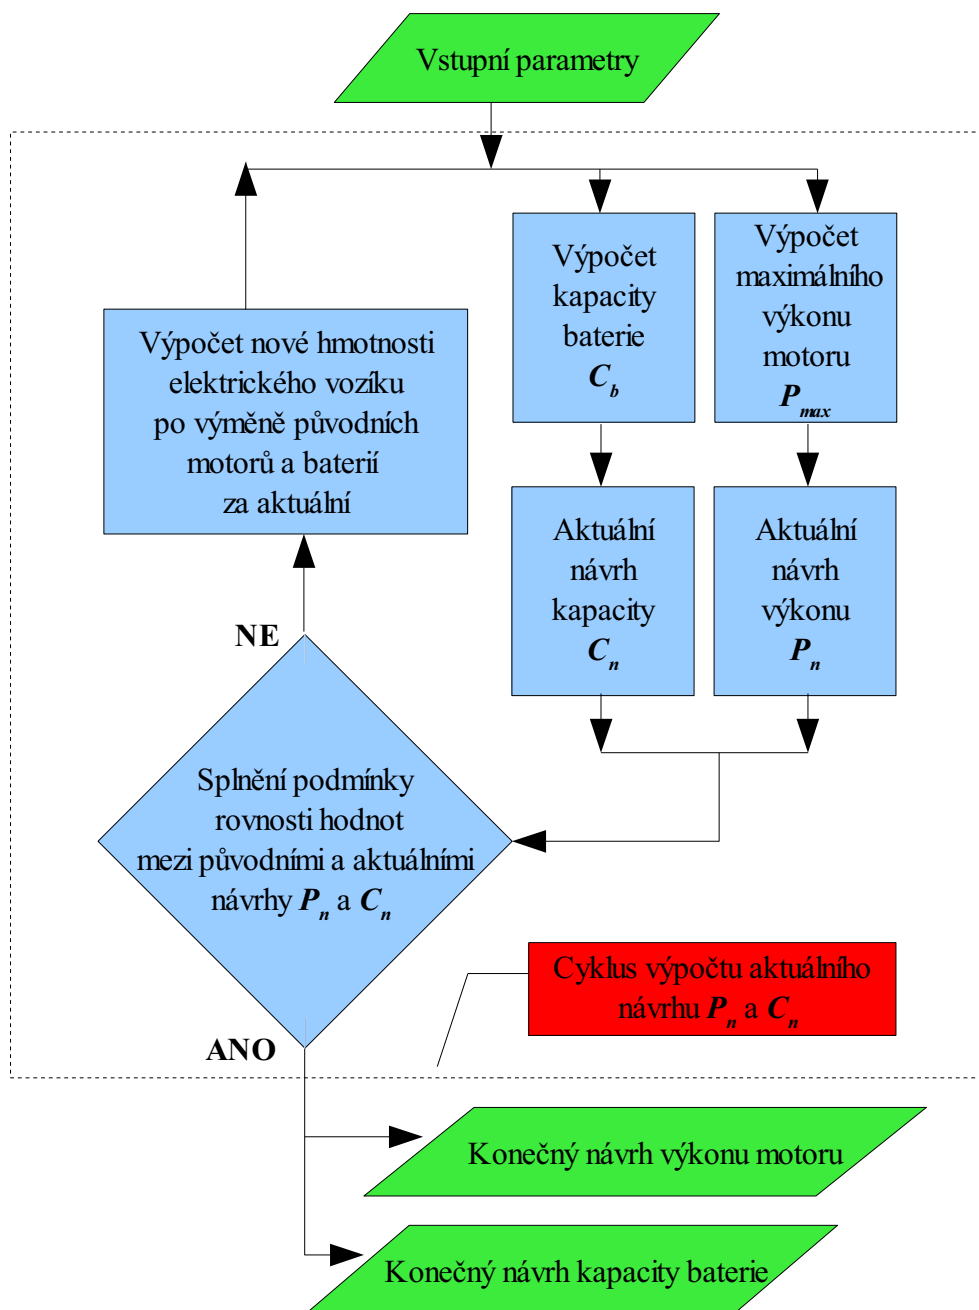 Vstupní parametry
Výpočet
kapacity
baterie
C_b
Výpočet
maximálního
výkonu
motoru
P_max
Výpočet nové hmotnosti
elektrického vozíku
po výměně původních
motorů a baterií
za aktuální
Aktuální
návrh
kapacity
C_n
Aktuální
návrh
výkonu
P_n
NE
Splnění podmínky
rovnosti hodnot
mezi původními a aktuálními
návrhy P_n a C_n
Cyklus výpočtu aktuálního
návrhu P_n a C_n
ANO
Konečný návrh výkonu motoru
Konečný návrh kapacity baterie